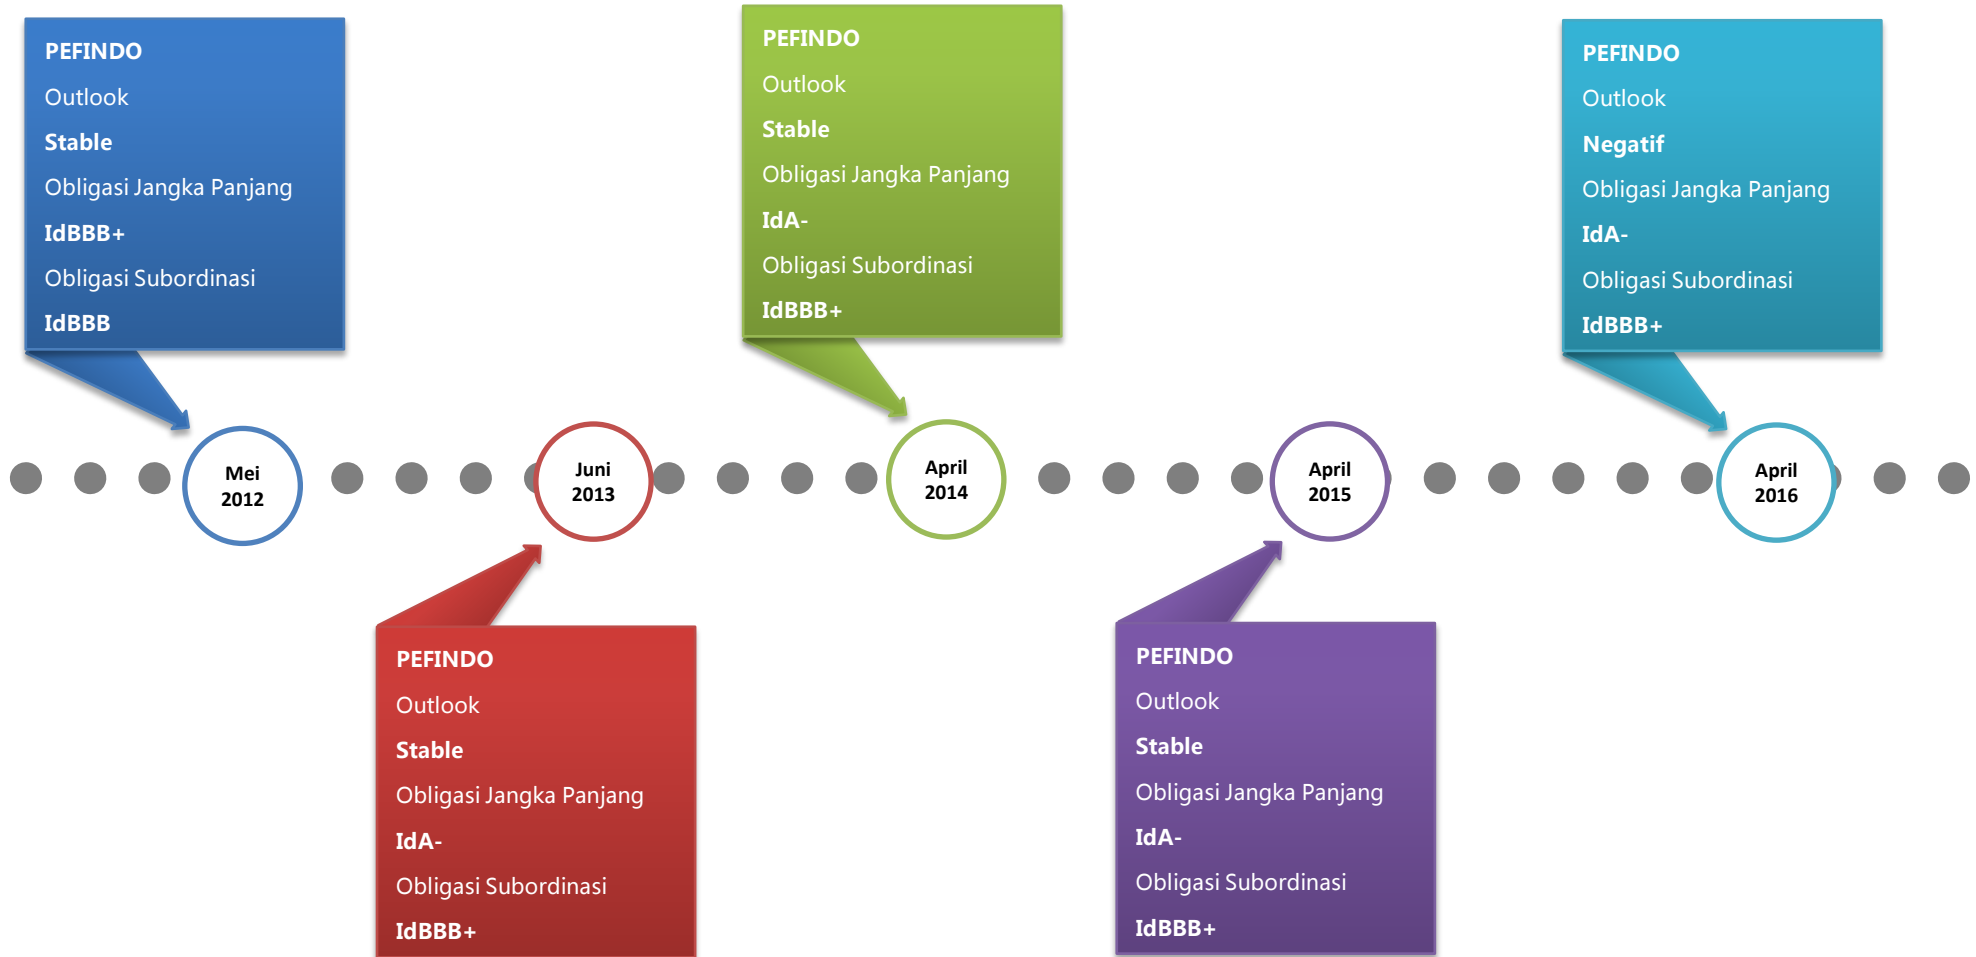 PEFINDO
Outlook
Stable
Obligasi Jangka Panjang
IdBBB+
Obligasi Subordinasi
IdBBB
Mei
2012
PEFINDO
Outlook
Stable
Obligasi Jangka Panjang
IdA-
Obligasi Subordinasi
IdBBB+
Juni
2013
PEFINDO
Outlook
Stable
Obligasi Jangka Panjang
IdA-
Obligasi Subordinasi
IdBBB+
April
2014
PEFINDO
Outlook
Stable
Obligasi Jangka Panjang
IdA-
Obligasi Subordinasi
IdBBB+
April
2015
PEFINDO
Outlook
Negatif
Obligasi Jangka Panjang
IdA-
Obligasi Subordinasi
IdBBB+
April
2016